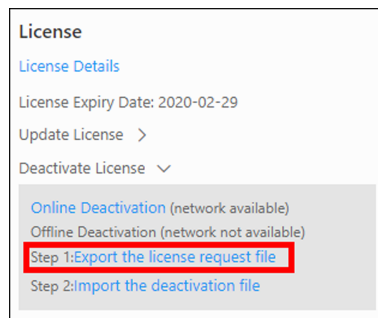 License
License Details
License Expiry Date: 2020-02-29
Update License
Deactivate License
Online Deactivation (network available)
Offline Deactivation (network not available)
Step 1:Export the license request file
Step 2:Import the deactivation file